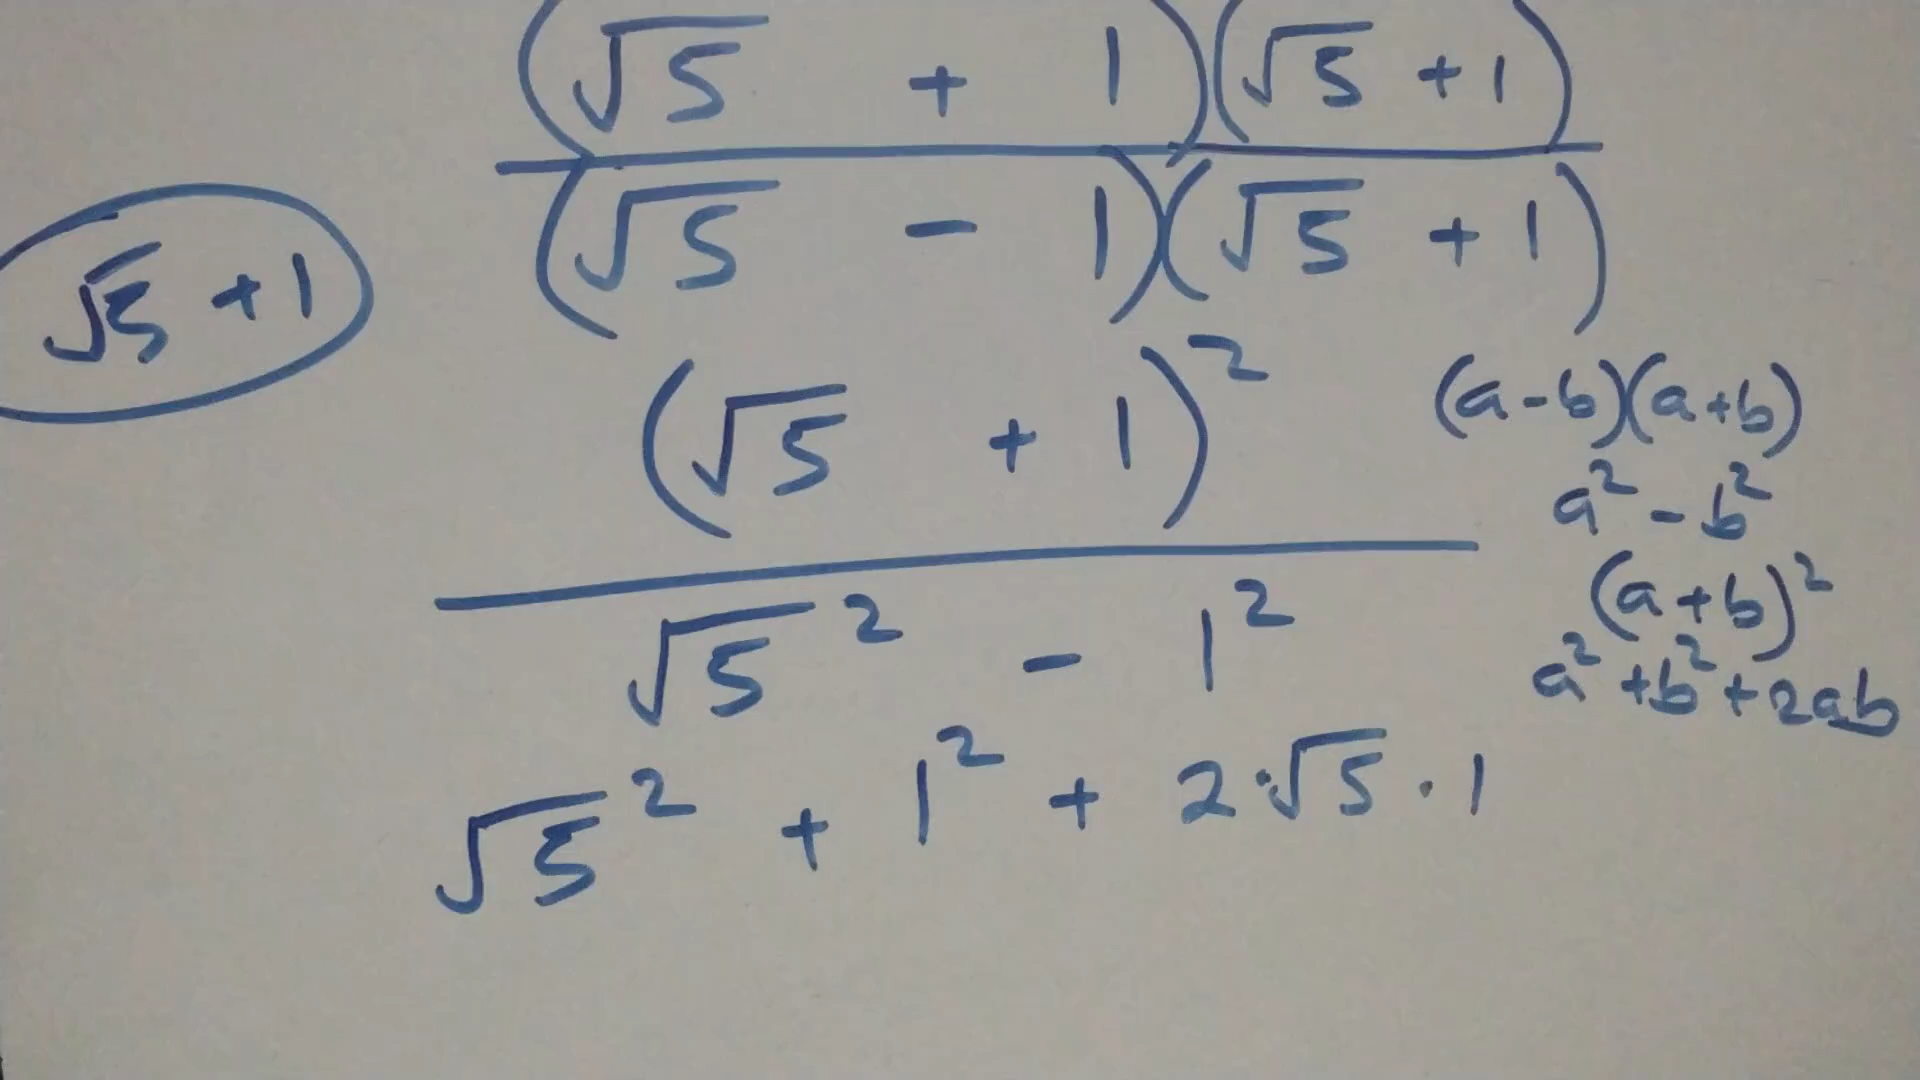 (√5 + 1)(√5 + 1)
(√5 - 1)(√5 + 1)
√5 + 1
(√5 + 1)²
(a-b)(a+b)
a² - b²
(a+b)²
√5² - 1²
a²+b²+2ab
√5² + 1² + 2·√5·1